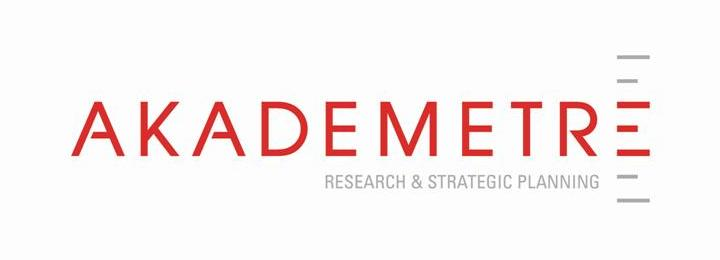 AKADEMETRE
RESEARCH & STRATEGIC PLANNING